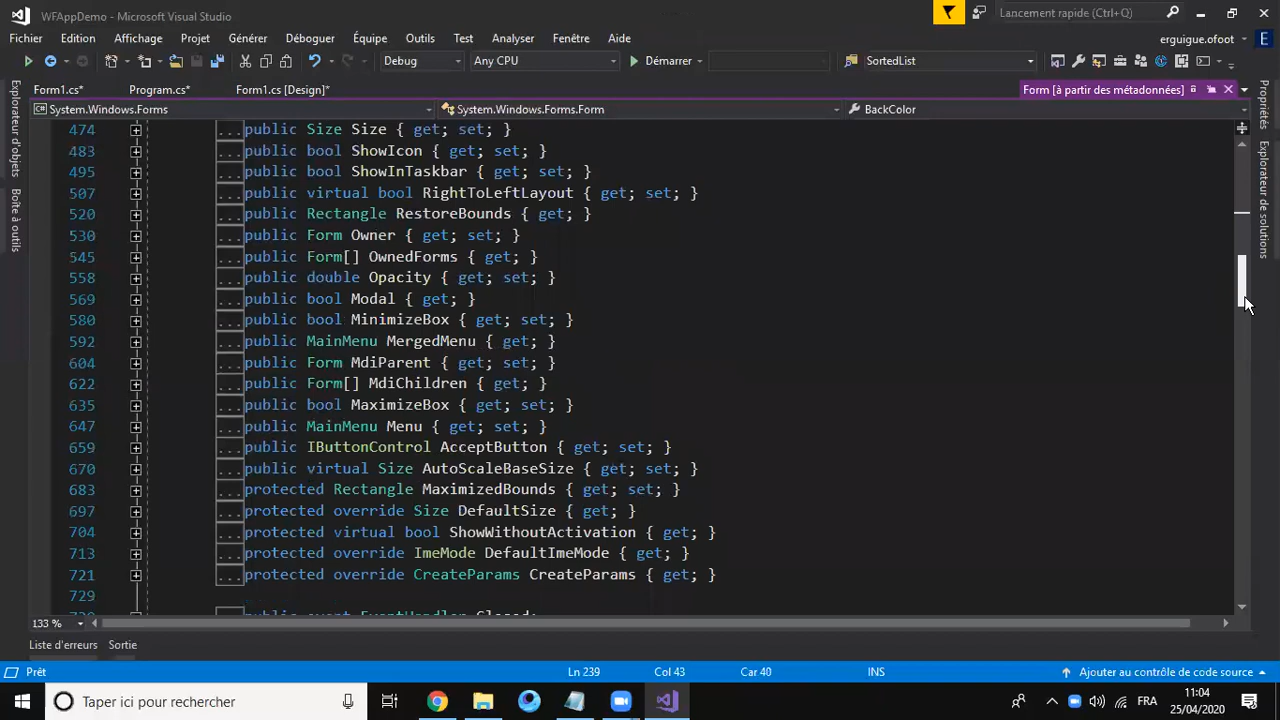 WFAppDemo - Microsoft Visual Studio
Lancement rapide (Ctrl+Q)
Fichier Edition Affichage Projet Générer Déboguer Équipe Outils Test Analyser Fenêtre Aide
erguigue.ofoot E
Debug Any CPU Démarrer SortedList
Form1.cs Program.cs* Form1.cs [Design]* Form [à partir des métadonnées]
System.Windows.Forms System.Windows.Forms.Form BackColor
Explorateur d'objets
Boîte à outils
Propriétés
Explorateur de solutions
474 ... public Size Size { get; set; }
483 ... public bool ShowIcon { get; set; }
495 ... public bool ShowInTaskbar { get; set; }
507 ... public virtual bool RightToLeftLayout { get; set; }
520 ... public Rectangle RestoreBounds { get; }
530 ... public Form Owner { get; set; }
545 ... public Form[] OwnedForms { get; }
558 ... public double Opacity { get; set; }
569 ... public bool Modal { get; }
580 ... public bool MinimizeBox { get; set; }
592 ... public MainMenu MergedMenu { get; }
604 ... public Form MdiParent { get; set; }
622 ... public Form[] MdiChildren { get; }
635 ... public bool MaximizeBox { get; set; }
647 ... public MainMenu Menu { get; set; }
659 ... public IButtonControl AcceptButton { get; set; }
670 ... public virtual Size AutoScaleBaseSize { get; set; }
683 ... protected Rectangle MaximizedBounds { get; set; }
697 ... protected override Size DefaultSize { get; }
704 ... protected virtual bool ShowWithoutActivation { get; }
713 ... protected override ImeMode DefaultImeMode { get; }
721 ... protected override CreateParams CreateParams { get; }
729
730 ... public event EventHandler Closed;
133 %
Liste d'erreurs Sortie
Prêt Ln 239 Col 43 Car 40 INS Ajouter au contrôle de code source
Taper ici pour rechercher
FRA
11:04
25/04/2020